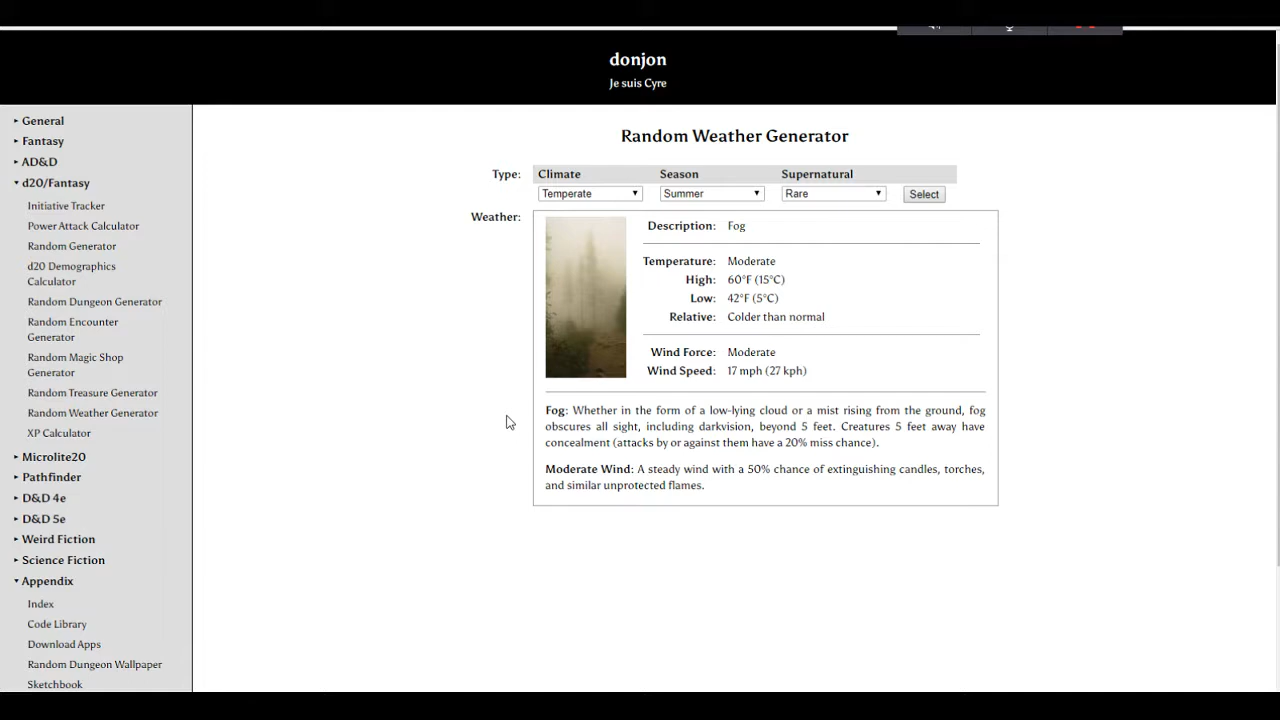 donjon
Je suis Cyre
General
Fantasy
AD&D
d20/Fantasy
Initiative Tracker
Power Attack Calculator
Random Generator
d20 Demographics
Calculator
Random Dungeon Generator
Random Encounter
Generator
Random Magic Shop
Generator
Random Treasure Generator
Random Weather Generator
XP Calculator
Microlite20
Pathfinder
D&D 4e
D&D 5e
Weird Fiction
Science Fiction
Appendix
Index
Code Library
Download Apps
Random Dungeon Wallpaper
Sketchbook
Random Weather Generator
Type: Climate Season Supernatural
Temperate Summer Rare Select
Weather:
Description: Fog
Temperature: Moderate
High: 60°F (15°C)
Low: 42°F (5°C)
Relative: Colder than normal
Wind Force: Moderate
Wind Speed: 17 mph (27 kph)
Fog: Whether in the form of a low-lying cloud or a mist rising from the ground, fog
obscures all sight, including darkvision, beyond 5 feet. Creatures 5 feet away have
concealment (attacks by or against them have a 20% miss chance).
Moderate Wind: A steady wind with a 50% chance of extinguishing candles, torches,
and similar unprotected flames.